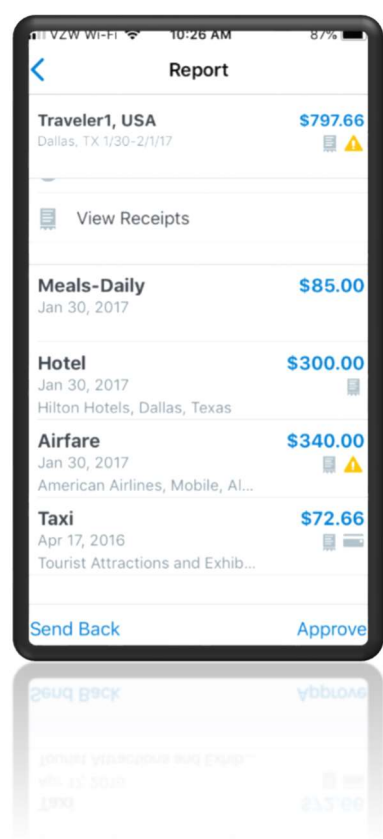 VZW Wi-Fi 10:26 AM 87%
Report
Traveler1, USA $797.66
Dallas, TX 1/30-2/1/17
View Receipts
Meals-Daily $85.00
Jan 30, 2017
Hotel $300.00
Jan 30, 2017
Hilton Hotels, Dallas, Texas
Airfare $340.00
Jan 30, 2017
American Airlines, Mobile, Al...
Taxi $72.66
Apr 17, 2016
Tourist Attractions and Exhib...
Send Back Approve